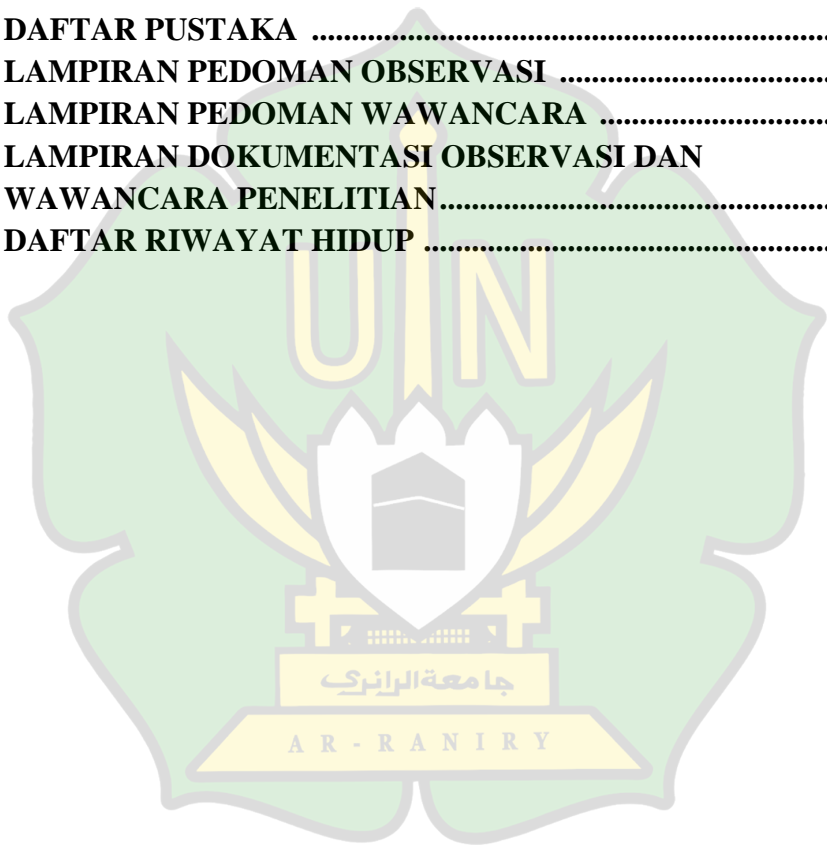 DAFTAR PUSTAKA ....................................................................
LAMPIRAN PEDOMAN OBSERVASI ...................................
LAMPIRAN PEDOMAN WAWANCARA ..............................
LAMPIRAN DOKUMENTASI OBSERVASI DAN
WAWANCARA PENELITIAN..................................................
DAFTAR RIWAYAT HIDUP ....................................................
UIN
جامعة الرانري
AR-RANIRY